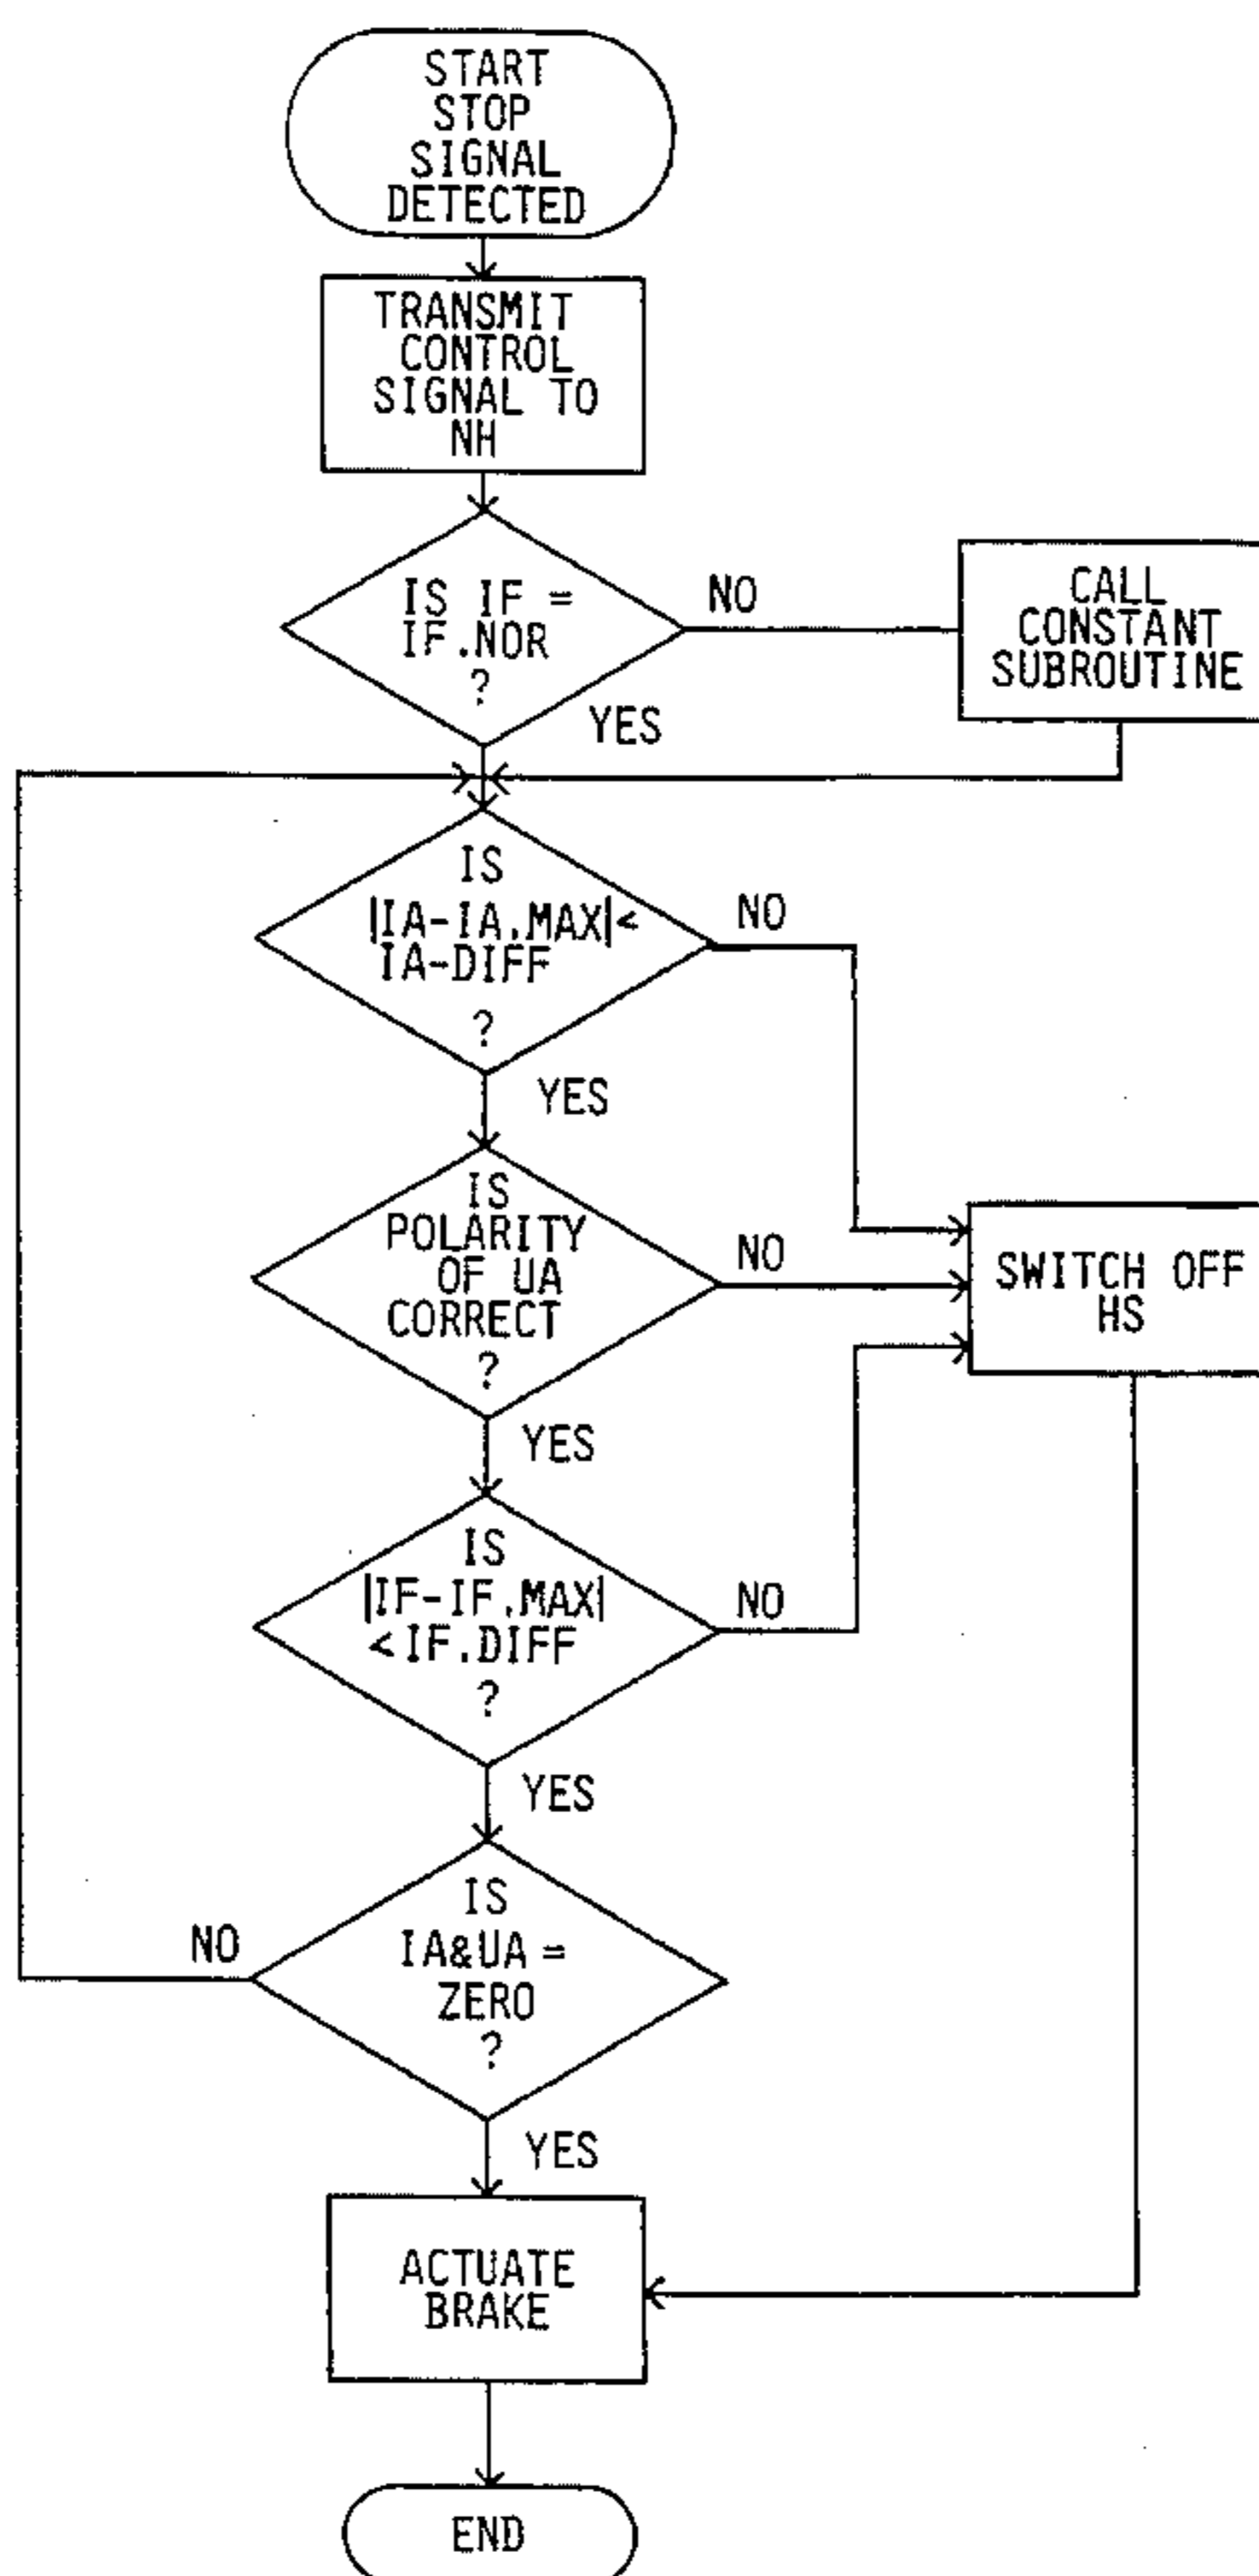 START
STOP
SIGNAL
DETECTED
TRANSMIT
CONTROL
SIGNAL TO
NH
IS IF =
IF.NOR
?
NO
CALL
CONSTANT
SUBROUTINE
YES
IS
|IA-IA.MAX|<
IA-DIFF
?
NO
YES
IS
POLARITY
OF UA
CORRECT
?
NO
SWITCH OFF
HS
YES
IS
|IF-IF.MAX|
<IF.DIFF
?
NO
YES
IS
IA&UA =
ZERO
?
NO
YES
ACTUATE
BRAKE
END